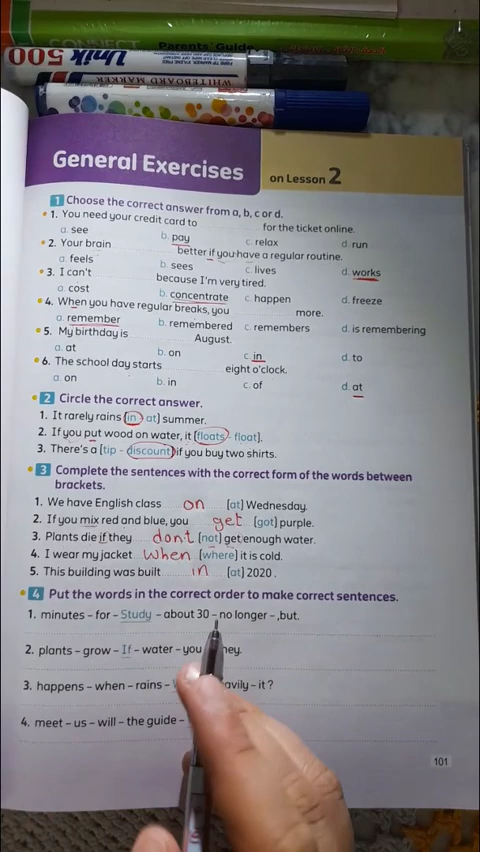 CONNECT Parents' Guide
500 Unik
WHITEBOARD MARKER
General Exercises
on Lesson 2
1 Choose the correct answer from a, b, c or d.
1. You need your credit card to for the ticket online.
a. see b. pay c. relax d. run
2. Your brain better if you have a regular routine.
a. feels b. sees c. lives d. works
3. I can't because I'm very tired.
a. cost b. concentrate c. happen d. freeze
4. When you have regular breaks, you more.
a. remember b. remembered c. remembers d. is remembering
5. My birthday is August.
a. at b. on c. in d. to
6. The school day starts eight o'clock.
a. on b. in c. of d. at
2 Circle the correct answer.
1. It rarely rains (in - at) summer.
2. If you put wood on water, it (floats - float).
3. There's a (tip - discount) if you buy two shirts.
3 Complete the sentences with the correct form of the words between
brackets.
1. We have English class on (at) Wednesday.
2. If you mix red and blue, you get (got) purple.
3. Plants die if they don't (not) get enough water.
4. I wear my jacket when (where) it is cold.
5. This building was built in (at) 2020.
4 Put the words in the correct order to make correct sentences.
1. minutes – for – Study – about 30 – no longer – ,but.
2. plants – grow – If – water – you hey.
3. happens – when – rains – avily – it ?
4. meet – us – will – the guide –
101